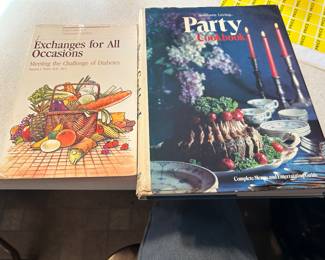 Exchanges for All
Occasions
Meeting the Challenge of Diabetes
Southern Living
Party
Cookbook
Complete Menus and Entertaining Guide